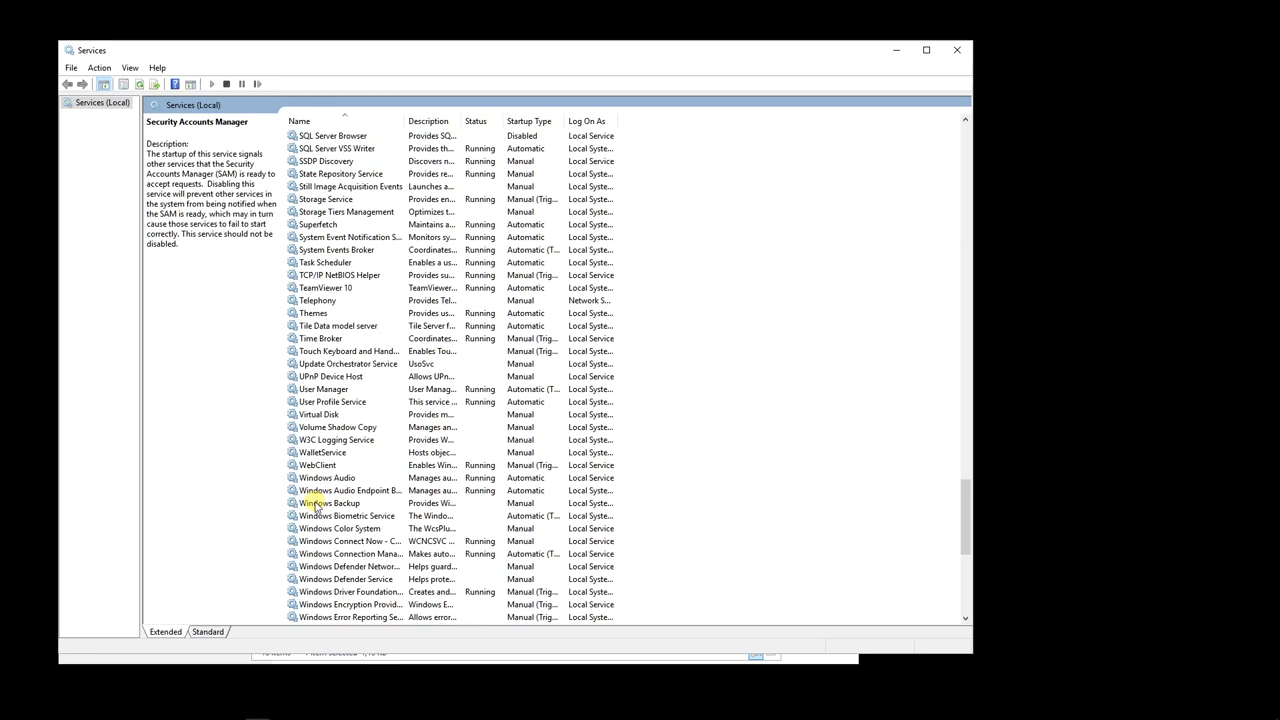 Services
File Action View Help
Services (Local)
Services (Local)
Security Accounts Manager
Description:
The startup of this service signals
other services that the Security
Accounts Manager (SAM) is ready to
accept requests. Disabling this
service will prevent other services in
the system from being notified when
the SAM is ready, which may in turn
cause those services to fail to start
correctly. This service should not be
disabled.
Name Description Status Startup Type Log On As
SQL Server Browser Provides SQ... Disabled Local Service
SQL Server VSS Writer Provides th... Running Automatic Local Syste...
SSDP Discovery Discovers n... Running Manual Local Service
State Repository Service Provides re... Running Manual Local Syste...
Still Image Acquisition Events Launches a... Manual Local Syste...
Storage Service Provides en... Running Manual (Trig... Local Syste...
Storage Tiers Management Optimizes t... Manual Local Syste...
Superfetch Maintains a... Running Automatic Local Syste...
System Event Notification S... Monitors sy... Running Automatic Local Syste...
System Events Broker Coordinates... Running Automatic (T... Local Syste...
Task Scheduler Enables a us... Running Automatic Local Syste...
TCP/IP NetBIOS Helper Provides su... Running Manual (Trig... Local Service
TeamViewer 10 TeamViewer... Running Automatic Local Syste...
Telephony Provides Tel... Manual Network S...
Themes Provides us... Running Automatic Local Syste...
Tile Data model server Tile Server f... Running Automatic Local Syste...
Time Broker Coordinates... Running Manual (Trig... Local Service
Touch Keyboard and Hand... Enables Tou... Manual (Trig... Local Syste...
Update Orchestrator Service UsoSvc Manual Local Syste...
UPnP Device Host Allows UPn... Manual Local Service
User Manager User Manag... Running Automatic (T... Local Syste...
User Profile Service This service ... Running Automatic Local Syste...
Virtual Disk Provides m... Manual Local Syste...
Volume Shadow Copy Manages an... Manual Local Syste...
W3C Logging Service Provides W... Manual Local Syste...
WalletService Hosts objec... Manual Local Syste...
WebClient Enables Win... Running Manual (Trig... Local Service
Windows Audio Manages au... Running Automatic Local Service
Windows Audio Endpoint B... Manages au... Running Automatic Local Syste...
Windows Backup Provides Wi... Manual Local Syste...
Windows Biometric Service The Windo... Automatic (T... Local Syste...
Windows Color System The WcsPlu... Manual Local Service
Windows Connect Now - C... WCNCSVC ... Running Manual Local Service
Windows Connection Mana... Makes auto... Running Automatic (T... Local Service
Windows Defender Networ... Helps guard... Manual Local Service
Windows Defender Service Helps prote... Manual Local Syste...
Windows Driver Foundation... Creates and... Running Manual (Trig... Local Syste...
Windows Encryption Provid... Windows E... Manual (Trig... Local Service
Windows Error Reporting Se... Allows error... Manual (Trig... Local Syste...
Extended Standard